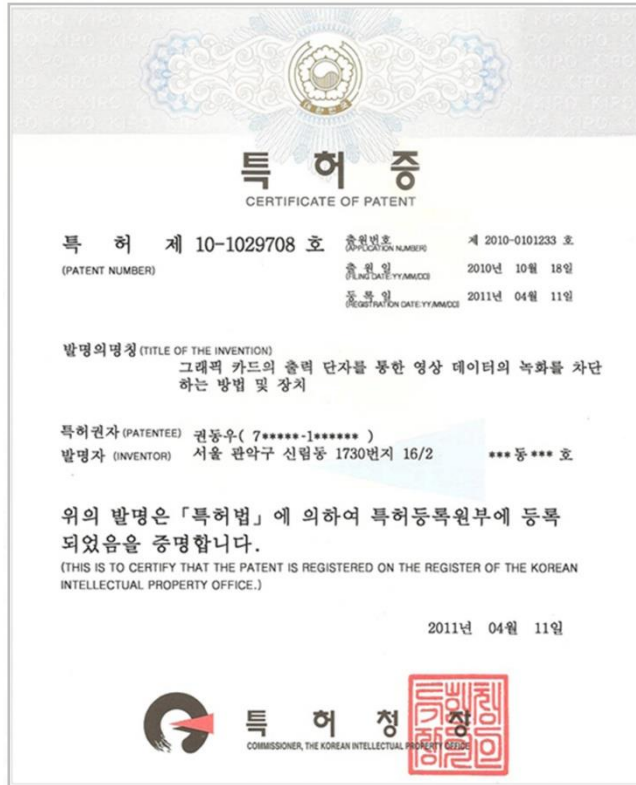 특 허 증
CERTIFICATE OF PATENT
특 허 제 10-1029708 호
(PATENT NUMBER)
출원번호 제 2010-0101233 호
(APPLICATION NUMBER)
출 원 일 2010년 10월 18일
(FILING DATE:YY/MM/DD)
등 록 일 2011년 04월 11일
(REGISTRATION DATE:YY/MM/DD)
발명의명칭(TITLE OF THE INVENTION)
그래픽 카드의 출력 단자를 통한 영상 데이터의 녹화를 차단
하는 방법 및 장치
특허권자(PATENTEE) 권동우( 7*****-1****** )
발명자 (INVENTOR) 서울 관악구 신림동 1730번지 16/2 ***동*** 호
위의 발명은「특허법」에 의하여 특허등록원부에 등록
되었음을 증명합니다.
(THIS IS TO CERTIFY THAT THE PATENT IS REGISTERED ON THE REGISTER OF THE KOREAN
INTELLECTUAL PROPERTY OFFICE.)
2011년 04월 11일
특 허 청 장
COMMISSIONER, THE KOREAN INTELLECTUAL PROPERTY OFFICE